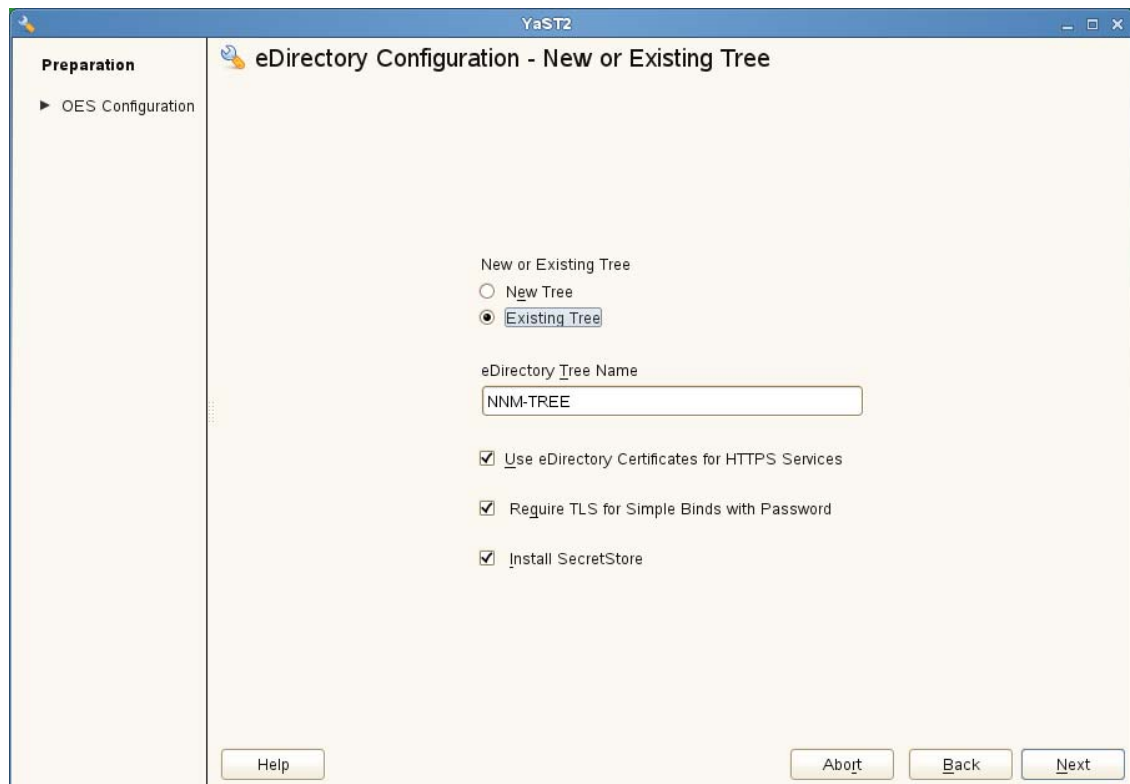 YaST2
Preparation
OES Configuration
eDirectory Configuration - New or Existing Tree
New or Existing Tree
New Tree
Existing Tree
eDirectory Tree Name
NNM-TREE
Use eDirectory Certificates for HTTPS Services
Require TLS for Simple Binds with Password
Install SecretStore
Help
Abort
Back
Next